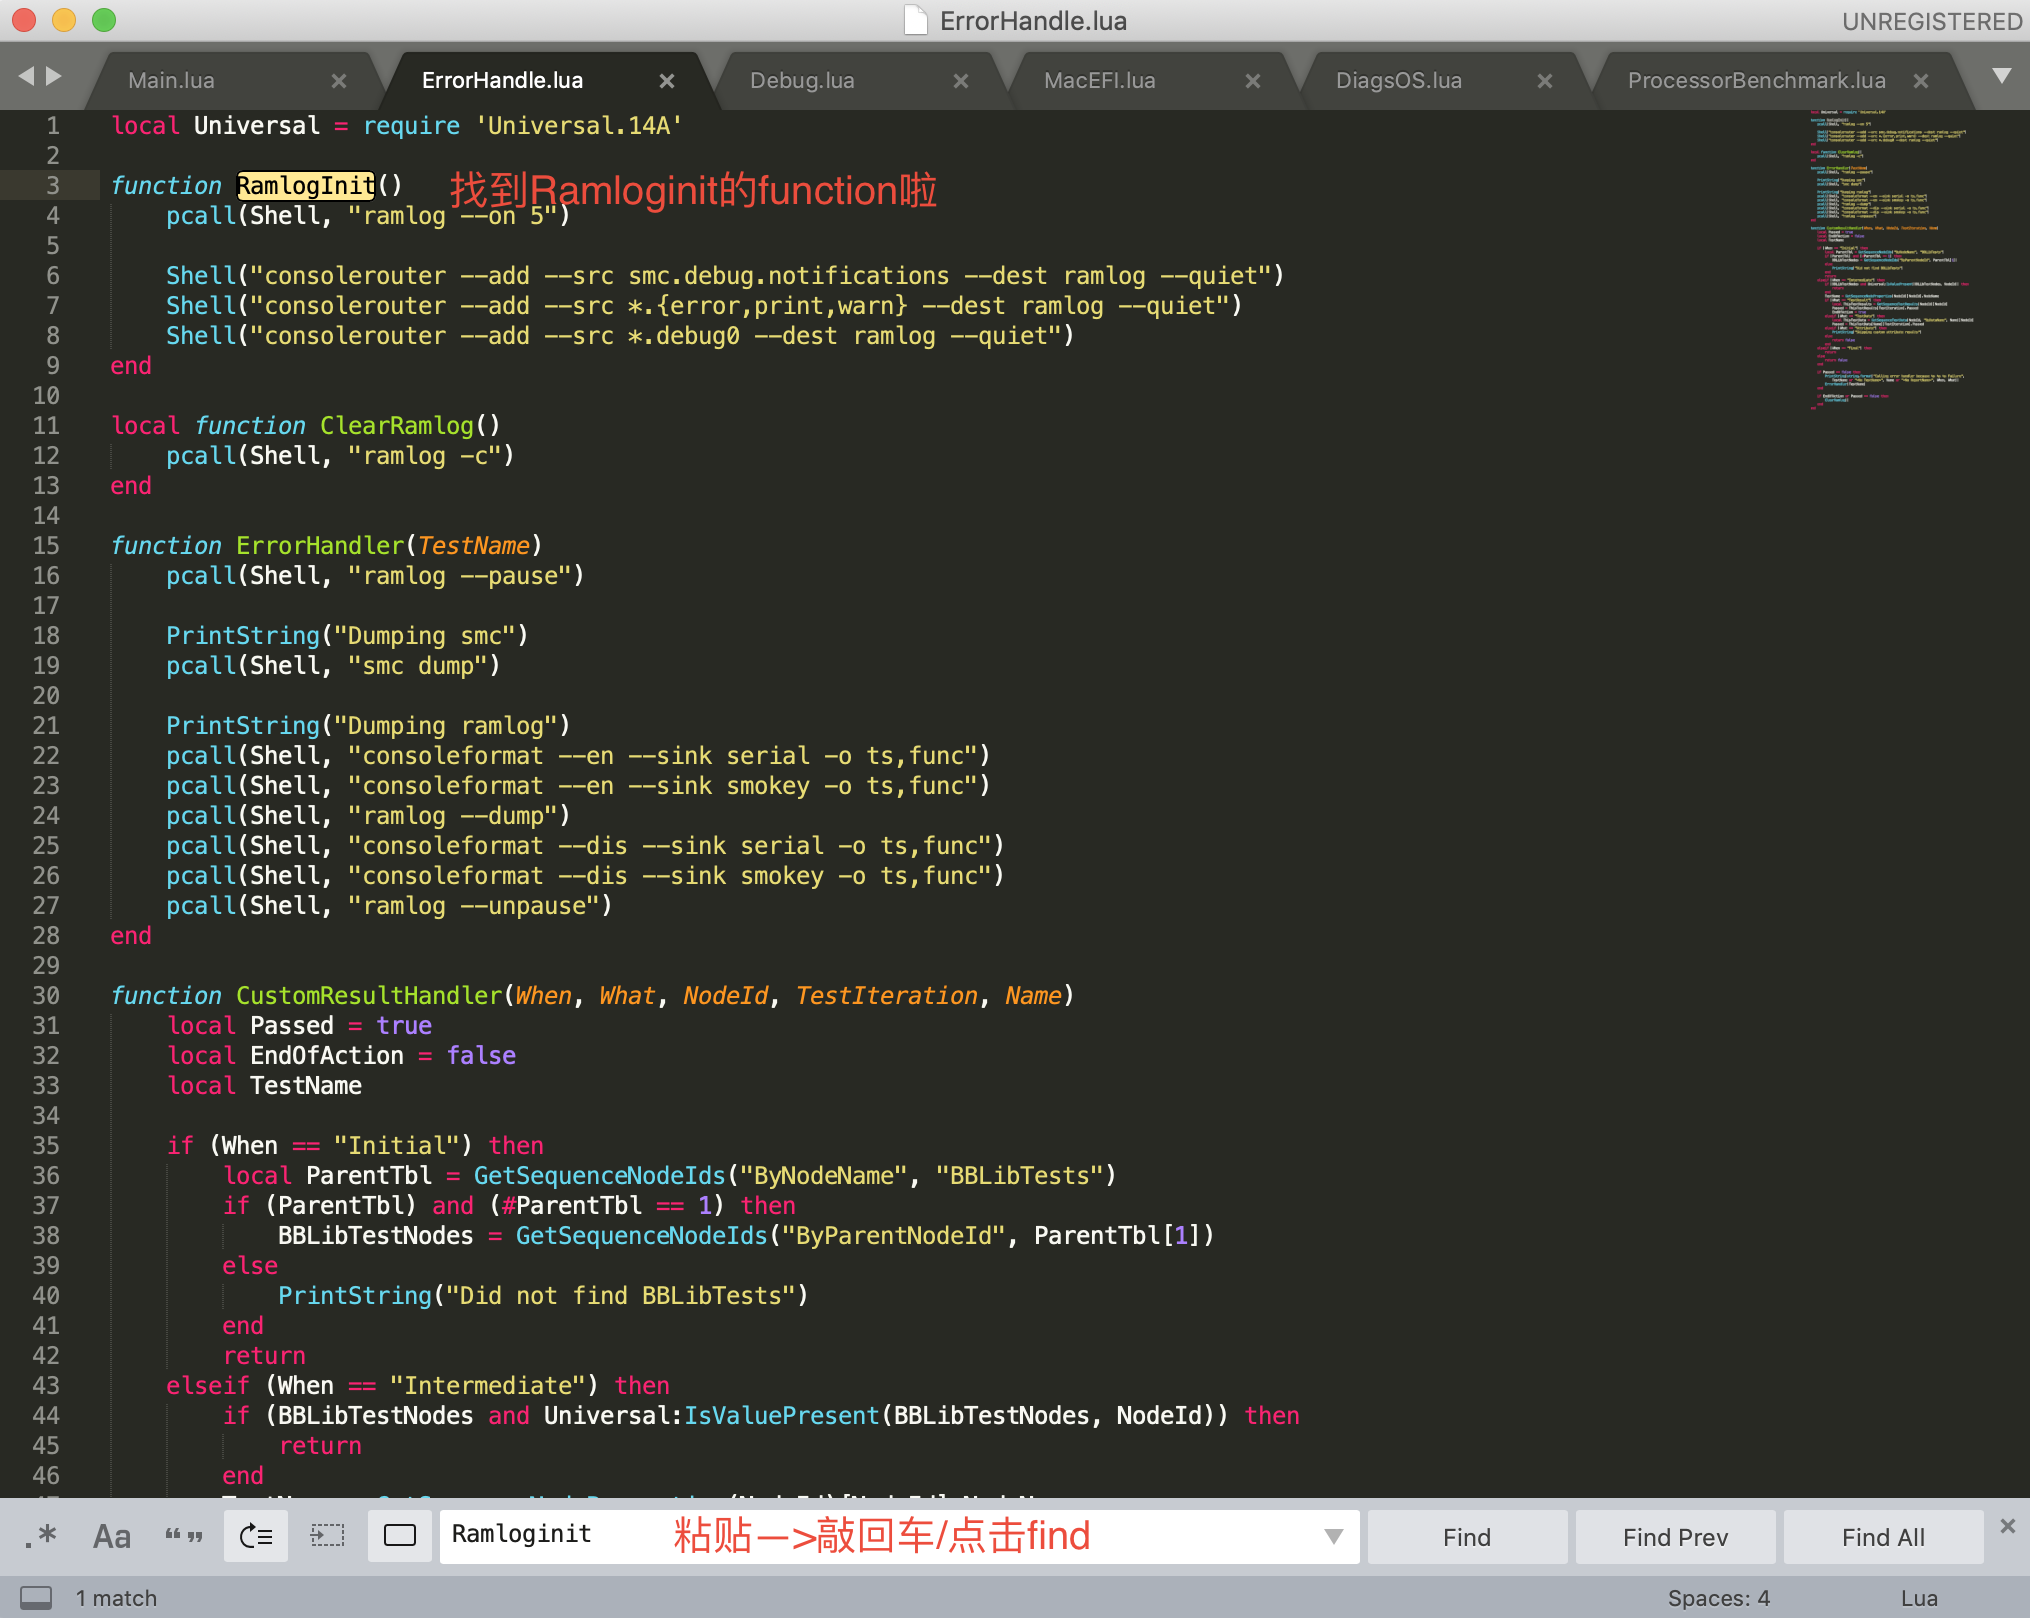 ErrorHandle.lua
UNREGISTERED
Main.lua
ErrorHandle.lua
Debug.lua
MacEFI.lua
DiagsOS.lua
ProcessorBenchmark.lua
1 local Universal = require 'Universal.14A'
2
3 function RamlogInit() 找到Ramloginit的function啦
4     pcall(Shell, "ramlog --on 5")
5
6     Shell("consolerouter --add --src smc.debug.notifications --dest ramlog --quiet")
7     Shell("consolerouter --add --src *.{error,print,warn} --dest ramlog --quiet")
8     Shell("consolerouter --add --src *.debug0 --dest ramlog --quiet")
9 end
10
11 local function ClearRamlog()
12     pcall(Shell, "ramlog -c")
13 end
14
15 function ErrorHandler(TestName)
16     pcall(Shell, "ramlog --pause")
17
18     PrintString("Dumping smc")
19     pcall(Shell, "smc dump")
20
21     PrintString("Dumping ramlog")
22     pcall(Shell, "consoleformat --en --sink serial -o ts,func")
23     pcall(Shell, "consoleformat --en --sink smokey -o ts,func")
24     pcall(Shell, "ramlog --dump")
25     pcall(Shell, "consoleformat --dis --sink serial -o ts,func")
26     pcall(Shell, "consoleformat --dis --sink smokey -o ts,func")
27     pcall(Shell, "ramlog --unpause")
28 end
29
30 function CustomResultHandler(When, What, NodeId, TestIteration, Name)
31     local Passed = true
32     local EndOfAction = false
33     local TestName
34
35     if (When == "Initial") then
36         local ParentTbl = GetSequenceNodeIds("ByNodeName", "BBLibTests")
37         if (ParentTbl) and (#ParentTbl == 1) then
38             BBLibTestNodes = GetSequenceNodeIds("ByParentNodeId", ParentTbl[1])
39         else
40             PrintString("Did not find BBLibTests")
41         end
42         return
43     elseif (When == "Intermediate") then
44         if (BBLibTestNodes and Universal:IsValuePresent(BBLibTestNodes, NodeId)) then
45             return
46         end
.* Aa “ ” Ramloginit 粘贴—>敲回车/点击find Find Find Prev Find All
1 match
Spaces: 4
Lua